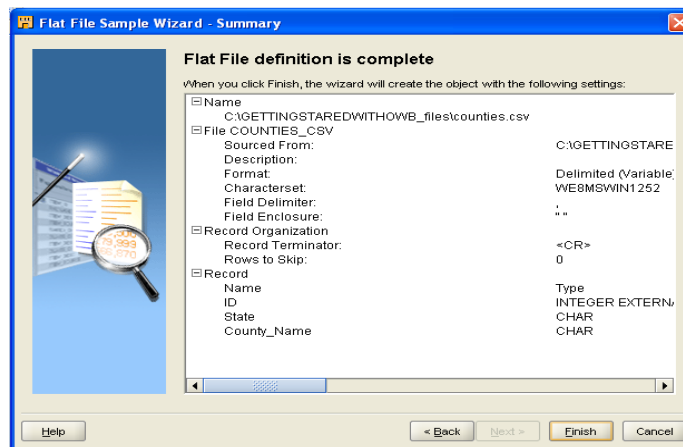 Flat File Sample Wizard - Summary
Flat File definition is complete
When you click Finish, the wizard will create the object with the following settings:
Name
C:\GETTINGSTAREDWITHOWB_files\counties.csv
File COUNTIES_CSV
Sourced From: C:\GETTINGSTARE
Description:
Format: Delimited (Variable)
Characterset: WE8MSWIN1252
Field Delimiter: ,
Field Enclosure: " "
Record Organization
Record Terminator: <CR>
Rows to Skip: 0
Record
Name Type
ID INTEGER EXTERNA
State CHAR
County_Name CHAR
Help < Back Next > Finish Cancel